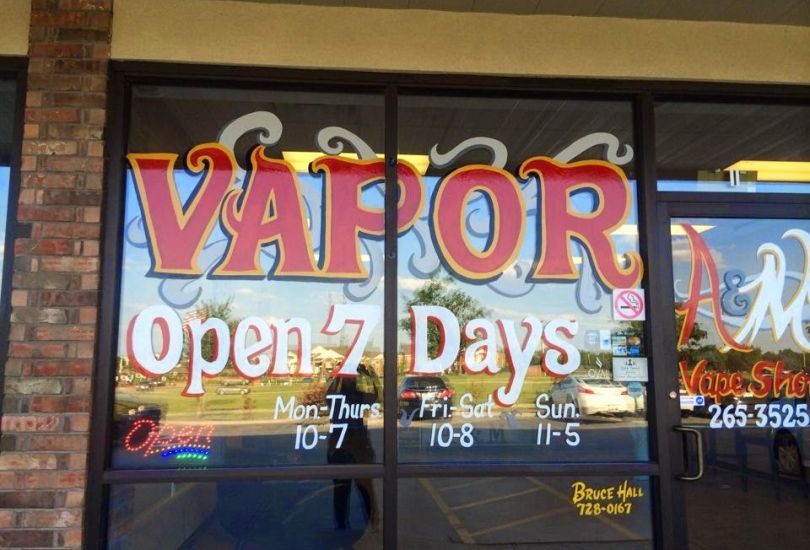 VAPOR
Open 7 Days
Mon.-Thurs. Fri.-Sat. Sun.
10-7 10-8 11-5
Open
BRUCE HALL
728-0167
A&M
Vape Sho
265-3525